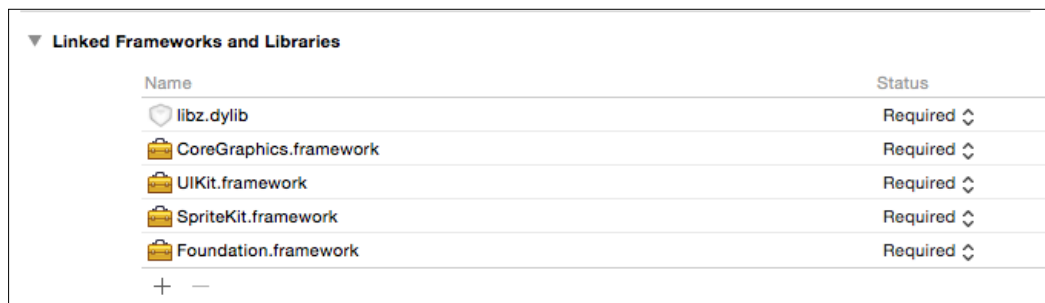 Linked Frameworks and Libraries
Name Status
libz.dylib Required
CoreGraphics.framework Required
UIKit.framework Required
SpriteKit.framework Required
Foundation.framework Required